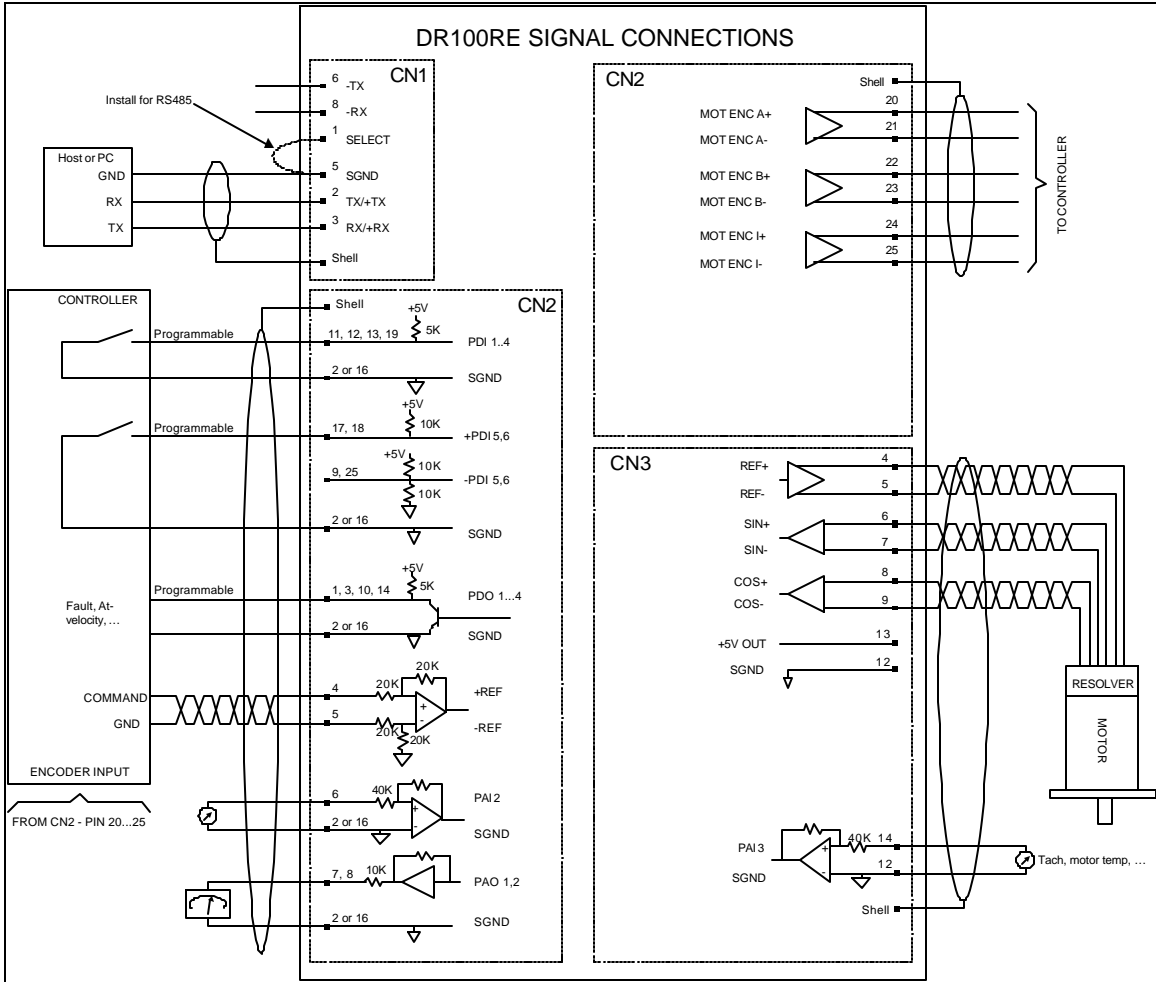 DR100RE SIGNAL CONNECTIONS
CN1
6
-TX
8
-RX
Install for RS485
1
SELECT
Host or PC
GND
5
SGND
RX
2
TX/+TX
TX
3
RX/+RX
Shell
CN2
Shell
MOT ENC A+
20
MOT ENC A-
21
MOT ENC B+
22
MOT ENC B-
23
MOT ENC I+
24
MOT ENC I-
25
TO CONTROLLER
CONTROLLER
CN2
Shell
+5V
5K
Programmable
11, 12, 13, 19
PDI 1..4
2 or 16
SGND
+5V
10K
Programmable
17, 18
+PDI 5,6
+5V
10K
9, 25
-PDI 5,6
10K
2 or 16
SGND
+5V
5K
Programmable
1, 3, 10, 14
PDO 1...4
Fault, At-
velocity, ...
2 or 16
SGND
20K
COMMAND
4
20K
+
+REF
GND
5
-
-REF
20K
20K
ENCODER INPUT
FROM CN2 - PIN 20...25
6
40K
+
PAI 2
2 or 16
-
SGND
7, 8
10K
PAO 1,2
2 or 16
SGND
CN3
REF+
4
REF-
5
SIN+
6
SIN-
7
COS+
8
COS-
9
+5V OUT
13
SGND
12
RESOLVER
MOTOR
PAI 3
+
40K
14
SGND
-
12
Tach, motor temp, ...
Shell